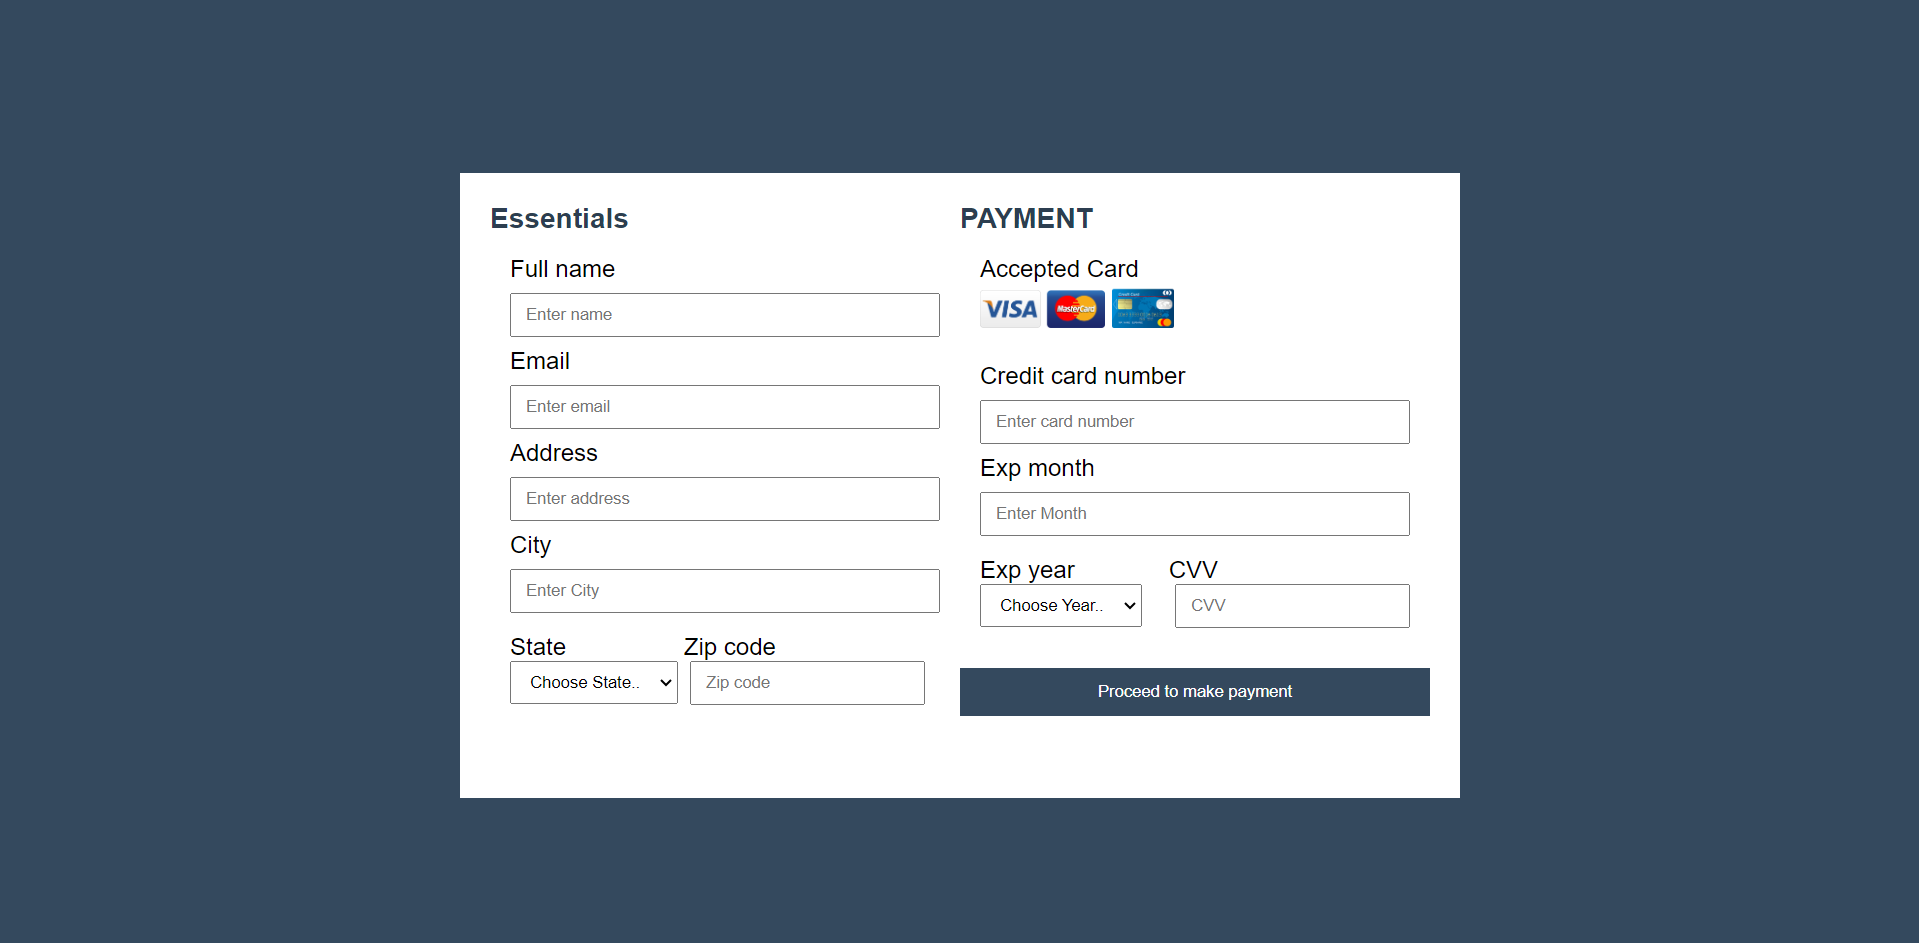 Essentials
Full name
Enter name
Email
Enter email
Address
Enter address
City
Enter City
State Zip code
Choose State.. Zip code
PAYMENT
Accepted Card
VISA MasterCard
Credit card number
Enter card number
Exp month
Enter Month
Exp year CVV
Choose Year.. CVV
Proceed to make payment